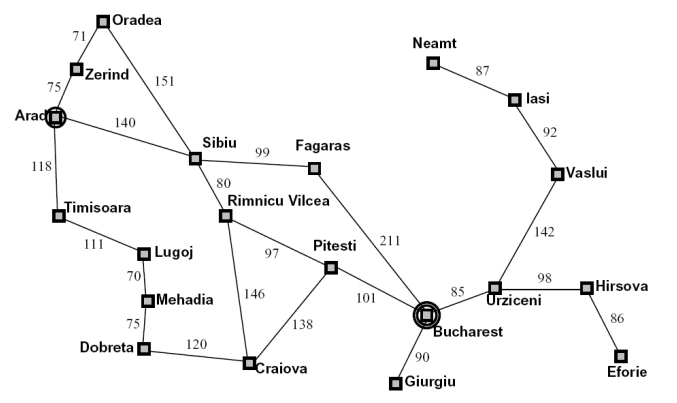 Oradea
71
Neamt
Zerind
87
151
75
Iasi
Arad
140
92
Sibiu
Fagaras
99
118
80
Vaslui
Timisoara
Rimnicu Vilcea
111
142
Lugoj
97
Pitesti
211
70
98
Hirsova
146
101
85
Mehadia
Urziceni
86
75
138
Bucharest
120
Dobreta
90
Craiova
Eforie
Giurgiu